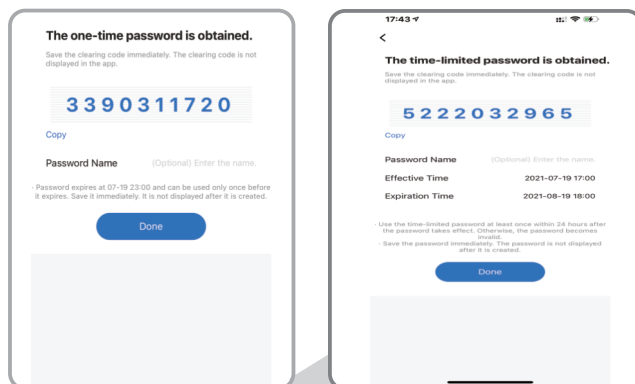 The one-time password is obtained.
Save the clearing code immediately. The clearing code is not
displayed in the app.
3390311720
Copy
Password Name (Optional) Enter the name.
· Password expires at 07-19 23:00 and can be used only once before
it expires. Save it immediately. It is not displayed after it is created.
Done
17:43
The time-limited password is obtained.
Save the clearing code immediately. The clearing code is not
displayed in the app.
5222032965
Copy
Password Name (Optional) Enter the name.
Effective Time 2021-07-19 17:00
Expiration Time 2021-08-19 18:00
· Use the time-limited password at least once within 24 hours after
the password takes effect. Otherwise, the password becomes
invalid.
· Save the password immediately. The password is not displayed
after it is created.
Done